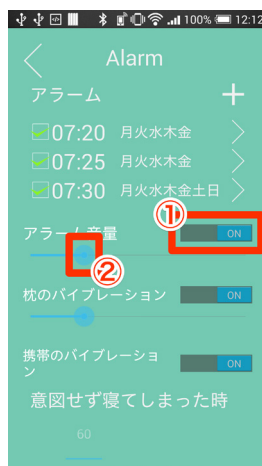 100% 12:12
Alarm
アラーム +
07:20 月火水木金
07:25 月火水木金
07:30 月火水木金土日
①
アラーム音量 ON
②
枕のバイブレーション ON
携帯のバイブレーショ
ン ON
意図せず寝てしまった時
60